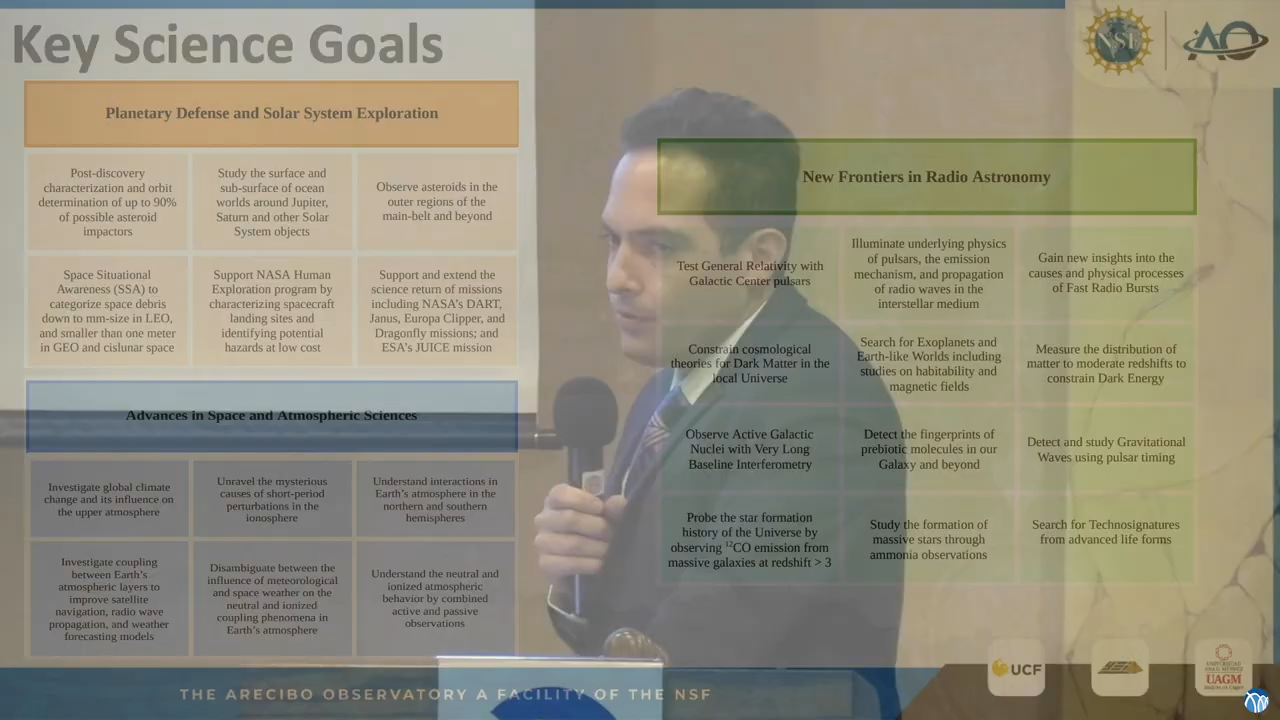 Key Science Goals
NSF
AO
Planetary Defense and Solar System Exploration
Post-discovery
characterization and orbit
determination of up to 90%
of possible asteroid
impactors
Study the surface and
sub-surface of ocean
worlds around Jupiter,
Saturn and other Solar
System objects
Observe asteroids in the
outer regions of the
main-belt and beyond
Space Situational
Awareness (SSA) to
categorize space debris
down to mm-size in LEO,
and smaller than one meter
in GEO and cislunar space
Support NASA Human
Exploration program by
characterizing spacecraft
landing sites and
identifying potential
hazards at low cost
Support and extend the
science return of missions
including NASA's DART,
Janus, Europa Clipper, and
Dragonfly missions; and
ESA's JUICE mission
Advances in Space and Atmospheric Sciences
Investigate global climate
change and its influence on
the upper atmosphere
Unravel the mysterious
causes of short-period
perturbations in the
ionosphere
Understand interactions in
Earth's atmosphere in the
northern and southern
hemispheres
Investigate coupling
between Earth's
atmospheric layers to
improve satellite
navigation, radio wave
propagation, and weather
forecasting models
Disambiguate between the
influence of meteorological
and space weather on the
neutral and ionized
coupling phenomena in
Earth's atmosphere
Understand the neutral and
ionized atmospheric
behavior by combined
active and passive
observations
New Frontiers in Radio Astronomy
Test General Relativity with
Galactic Center pulsars
Illuminate underlying physics
of pulsars, the emission
mechanism, and propagation
of radio waves in the
interstellar medium
Gain new insights into the
causes and physical processes
of Fast Radio Bursts
Constrain cosmological
theories for Dark Matter in the
local Universe
Search for Exoplanets and
Earth-like Worlds including
studies on habitability and
magnetic fields
Measure the distribution of
matter to moderate redshifts to
constrain Dark Energy
Observe Active Galactic
Nuclei with Very Long
Baseline Interferometry
Detect the fingerprints of
prebiotic molecules in our
Galaxy and beyond
Detect and study Gravitational
Waves using pulsar timing
Probe the star formation
history of the Universe by
observing ¹²CO emission from
massive galaxies at redshift > 3
Study the formation of
massive stars through
ammonia observations
Search for Technosignatures
from advanced life forms
THE ARECIBO OBSERVATORY A FACILITY OF THE NSF
UCF
UAGM